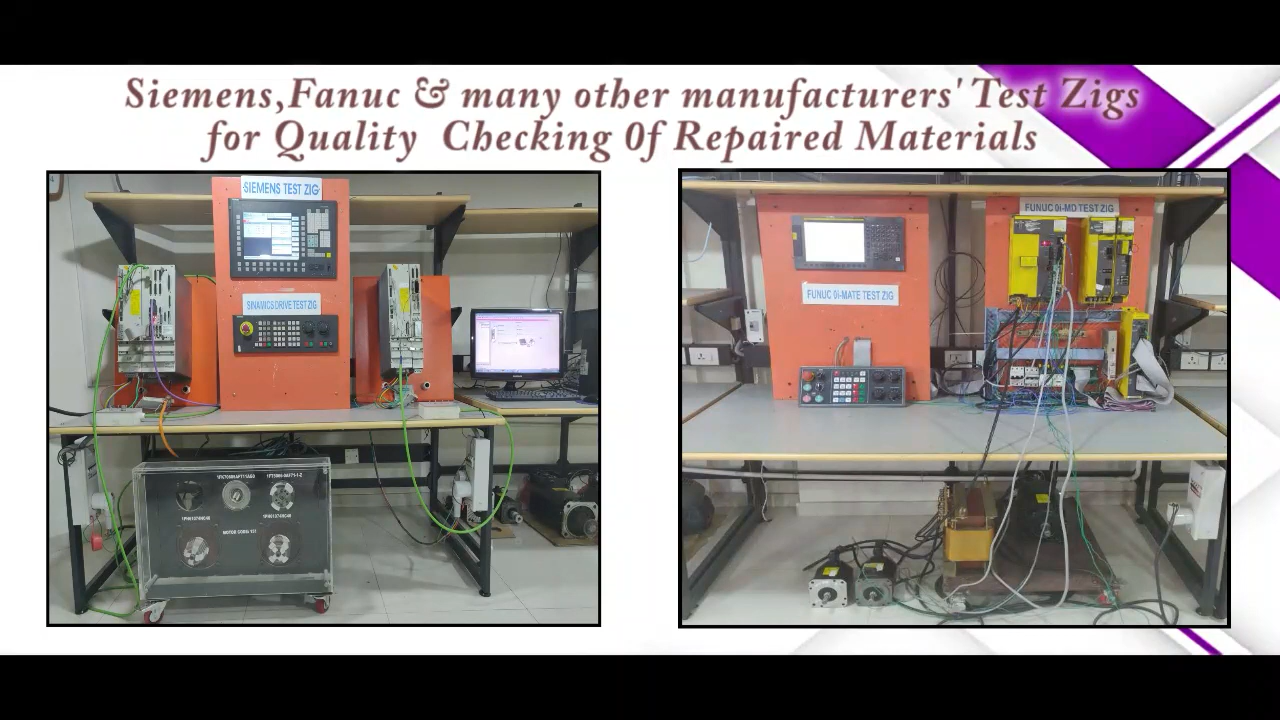 Siemens,Fanuc & many other manufacturers' Test Zigs
for Quality Checking 0f Repaired Materials
SIEMENS TEST ZIG
SINAMICS DRIVE TEST ZIG
FUNUC 0i-MD TEST ZIG
FUNUC 0i-MATE TEST ZIG